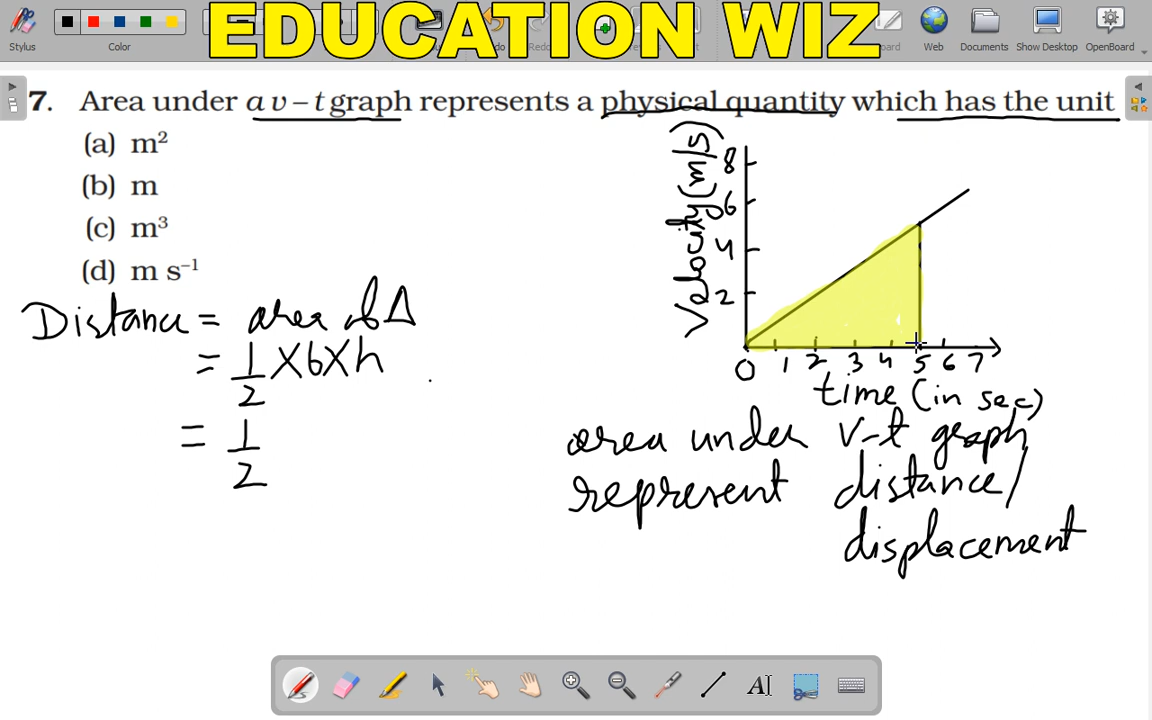 EDUCATION WIZ
Stylus
Color
Redo
Web
Documents
Show Desktop
OpenBoard
7. Area under a v – t graph represents a physical quantity which has the unit
(a) m²
(b) m
(c) m³
(d) m s⁻¹
Distance = area of Δ
= 1/2 × b × h
= 1/2
Velocity (m/s)
8
6
4
2
0 1 2 3 4 5 6 7
time (in sec)
area under v-t graph
represent distance/
displacement